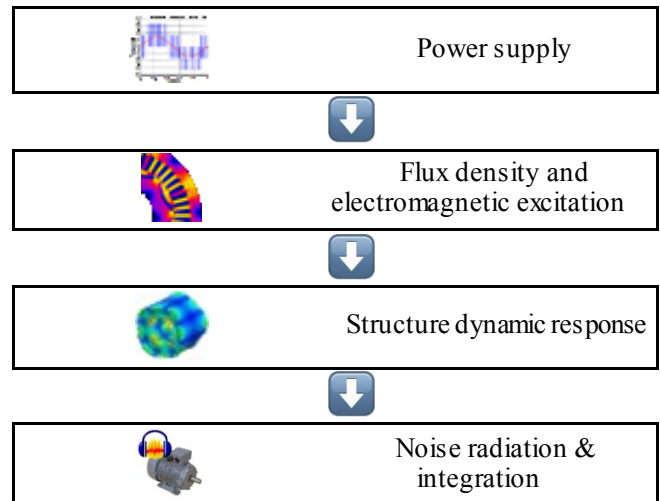 Power supply
Flux density and
electromagnetic excitation
Structure dynamic response
Noise radiation &
integration